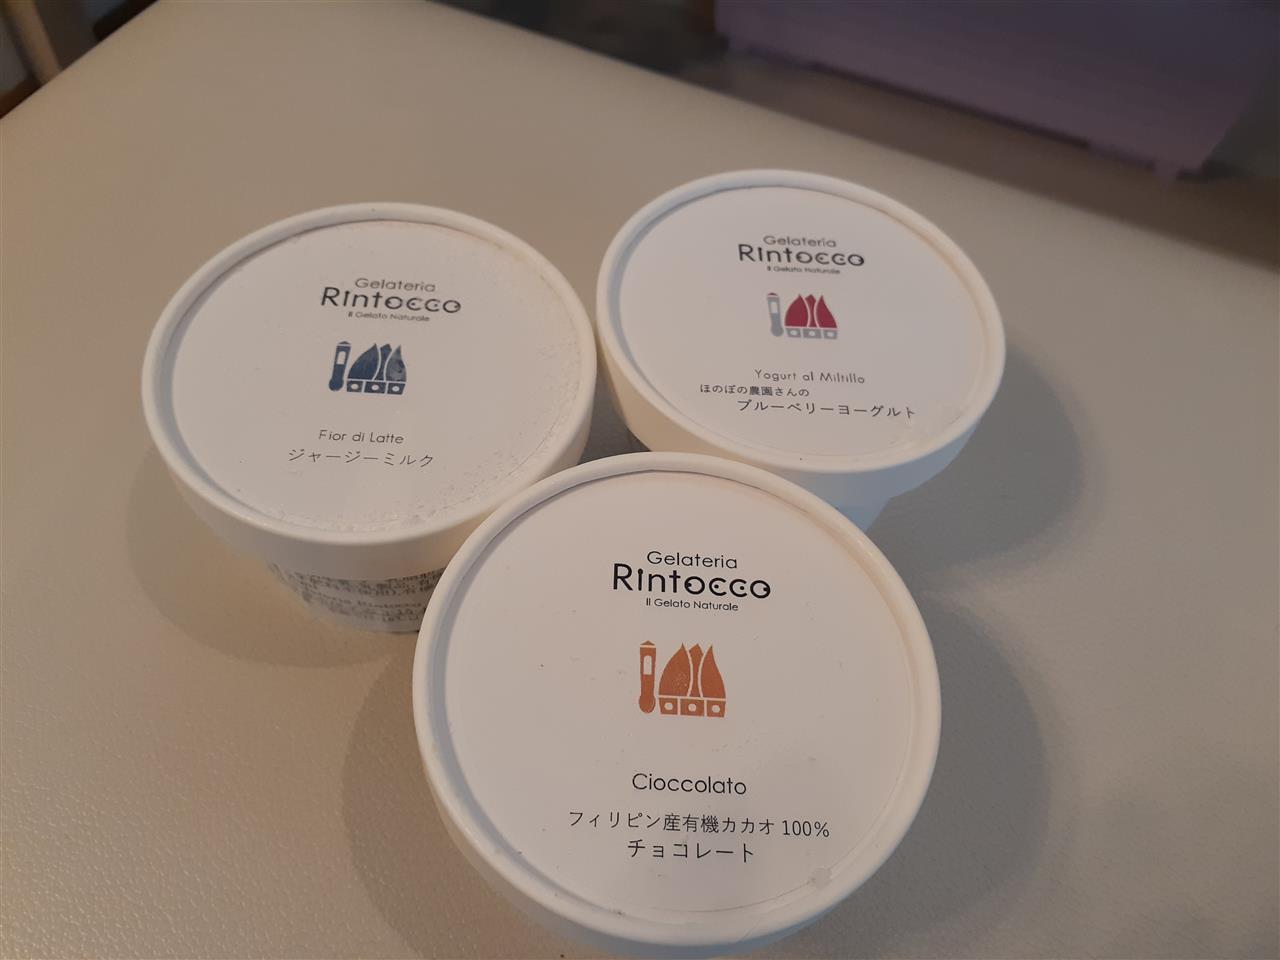 Gelateria
Rintocco
Il Gelato Naturale
Fior di Latte
ジャージーミルク
Gelateria
Rintocco
Il Gelato Naturale
Yogurt al Miltillo
ほのぼの農園さんの
ブルーベリーヨーグルト
Gelateria
Rintocco
Il Gelato Naturale
Cioccolato
フィリピン産有機カカオ 100%
チョコレート